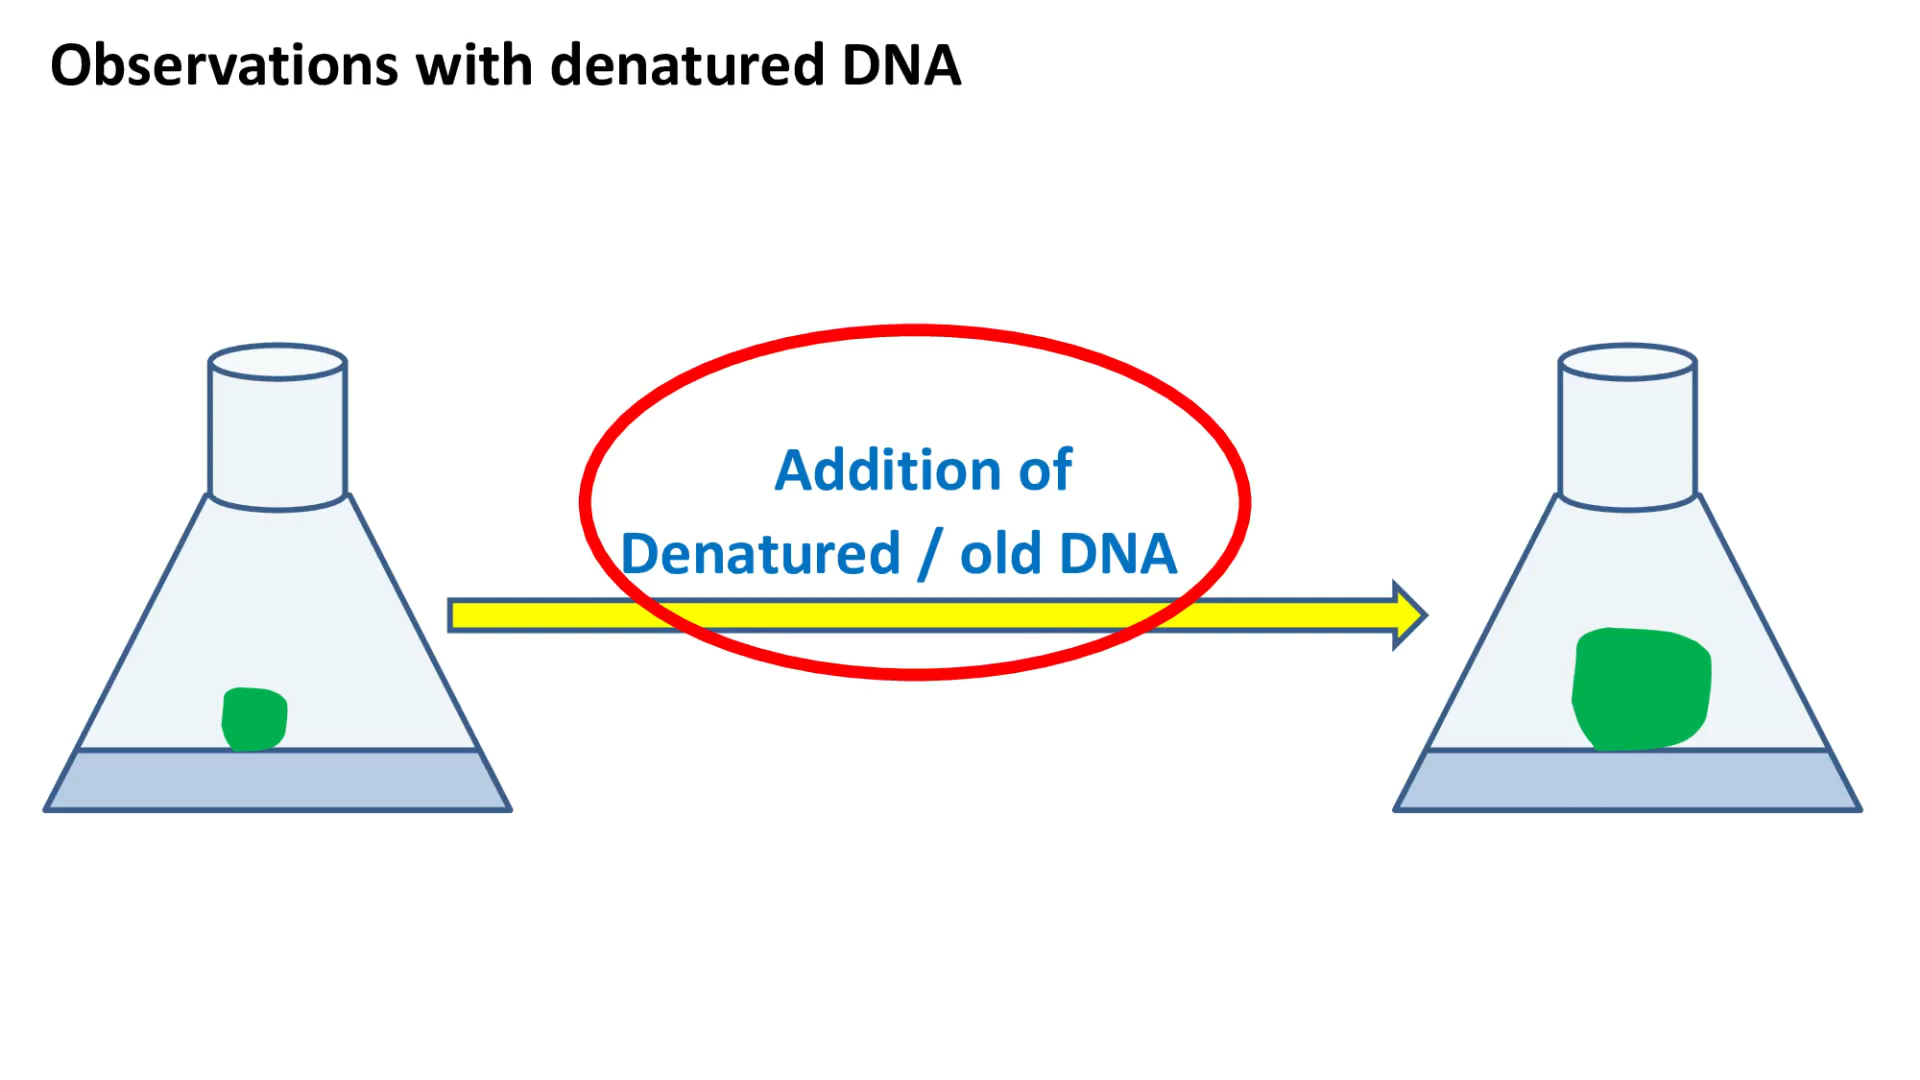 Observations with denatured DNA
Addition of
Denatured / old DNA